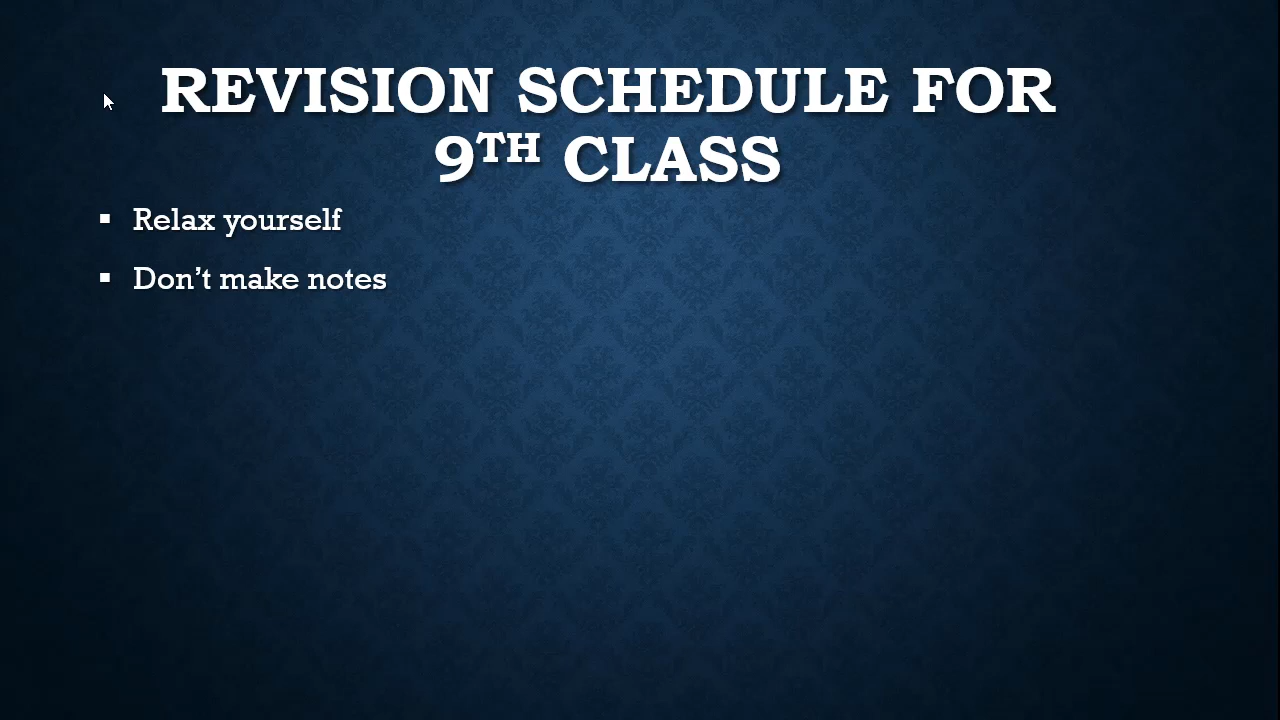 REVISION SCHEDULE FOR
9TH CLASS
▪ Relax yourself
▪ Don’t make notes